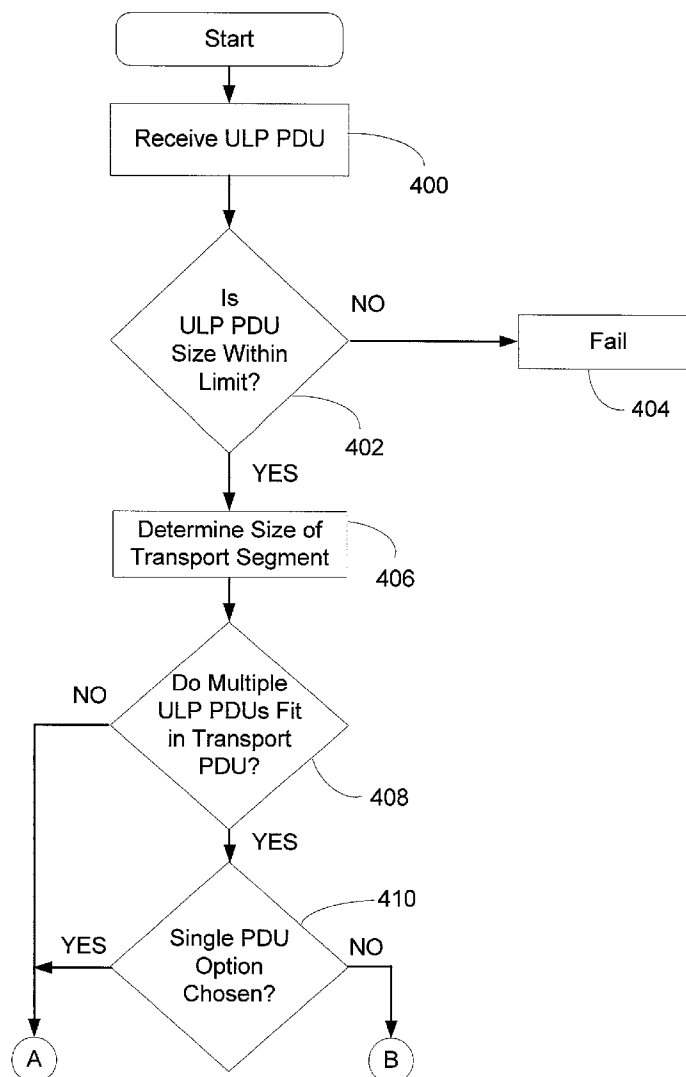 Start
Receive ULP PDU
400
Is
ULP PDU
Size Within
Limit?
NO
Fail
404
402
YES
Determine Size of
Transport Segment
406
NO
Do Multiple
ULP PDUs Fit
in Transport
PDU?
408
YES
410
YES
Single PDU
Option
Chosen?
NO
A
B